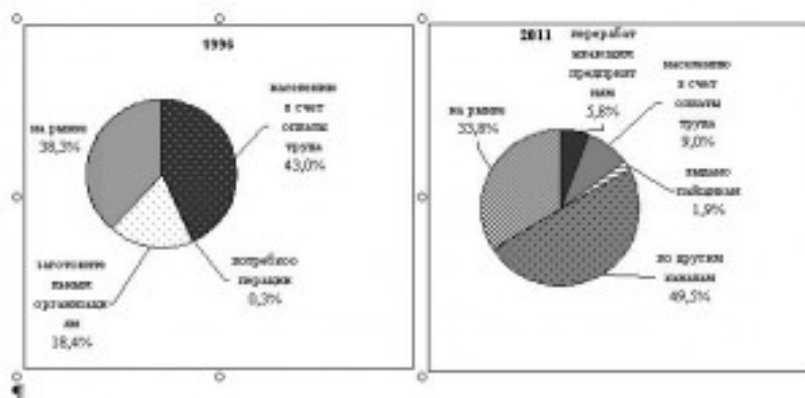 1996
населению
в счет
оплаты
труда
43,0%
потребкоо
перации
0,3%
заготовите
льным
организаци
ям
18,4%
на рынке
38,3%
2011
перерабат
ывающим
предприят
иям
5,8%
населению
в счет
оплаты
труда
9,0%
выдано
пайщикам
1,9%
по другим
каналам
49,5%
на рынке
33,8%
¶